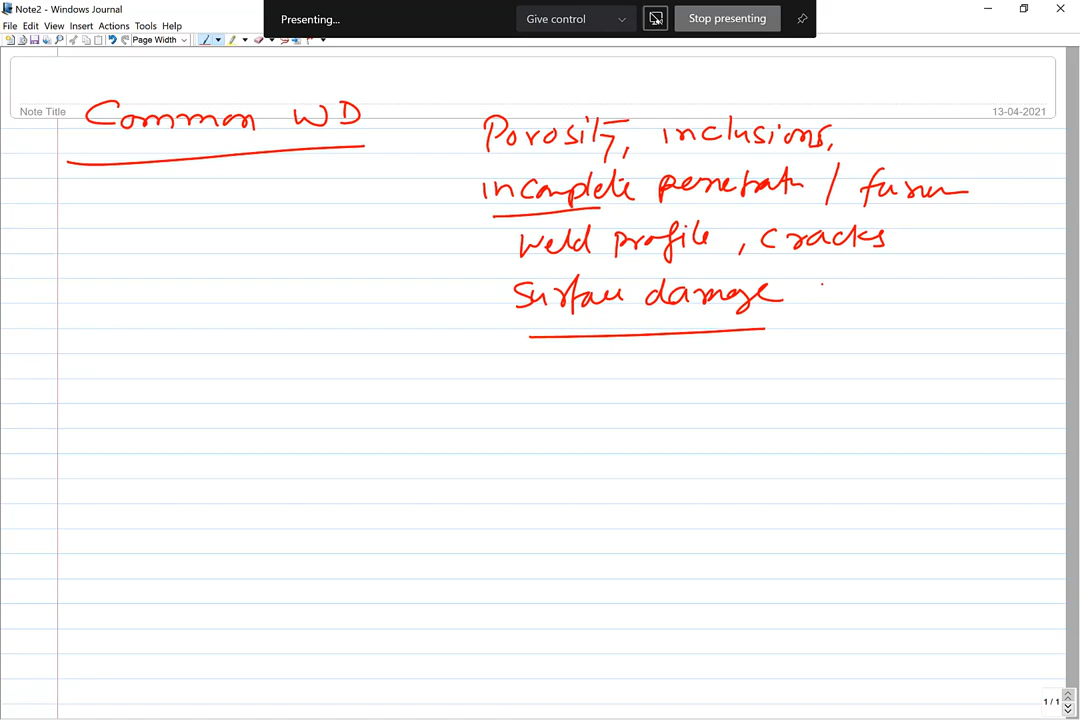 Note2 - Windows Journal
Presenting...
Give control
Stop presenting
File Edit View Insert Actions Tools Help
Page Width
Note Title
13-04-2021
Common WD
Porosity, inclusions,
incomplete penetratn / fusion
weld profile, cracks
Surface damage
1/1